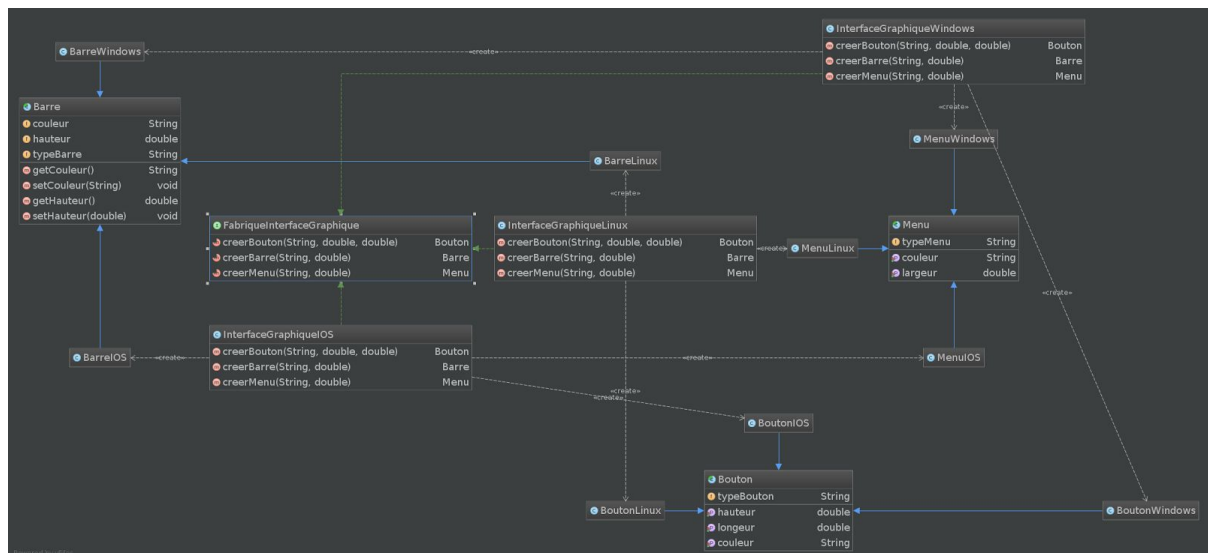 InterfaceGraphiqueWindows
creerBouton(String, double, double) Bouton
creerBarre(String, double) Barre
creerMenu(String, double) Menu
BarreWindows
«create»
Barre
couleur String
hauteur double
typeBarre String
getCouleur() String
setCouleur(String) void
getHauteur() double
setHauteur(double) void
«create»
MenuWindows
BarreLinux
«create»
FabriqueInterfaceGraphique
creerBouton(String, double, double) Bouton
creerBarre(String, double) Barre
creerMenu(String, double) Menu
InterfaceGraphiqueLinux
creerBouton(String, double, double) Bouton
creerBarre(String, double) Barre
creerMenu(String, double) Menu
«create»
MenuLinux
Menu
typeMenu String
couleur String
largeur double
«create»
InterfaceGraphiqueIOS
creerBouton(String, double, double) Bouton
creerBarre(String, double) Barre
creerMenu(String, double) Menu
BarreIOS
«create»
«create»
MenuIOS
«create»
«create»
BoutonIOS
Bouton
typeBouton String
hauteur double
longeur double
couleur String
BoutonLinux
BoutonWindows